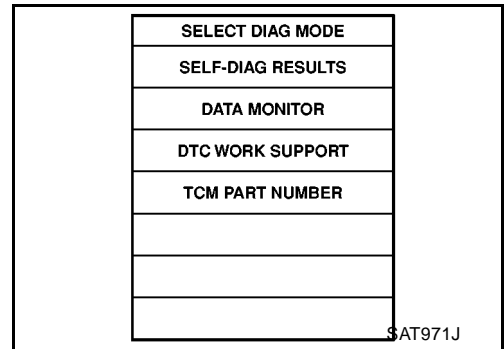 SELECT DIAG MODE
SELF-DIAG RESULTS
DATA MONITOR
DTC WORK SUPPORT
TCM PART NUMBER
SAT971J